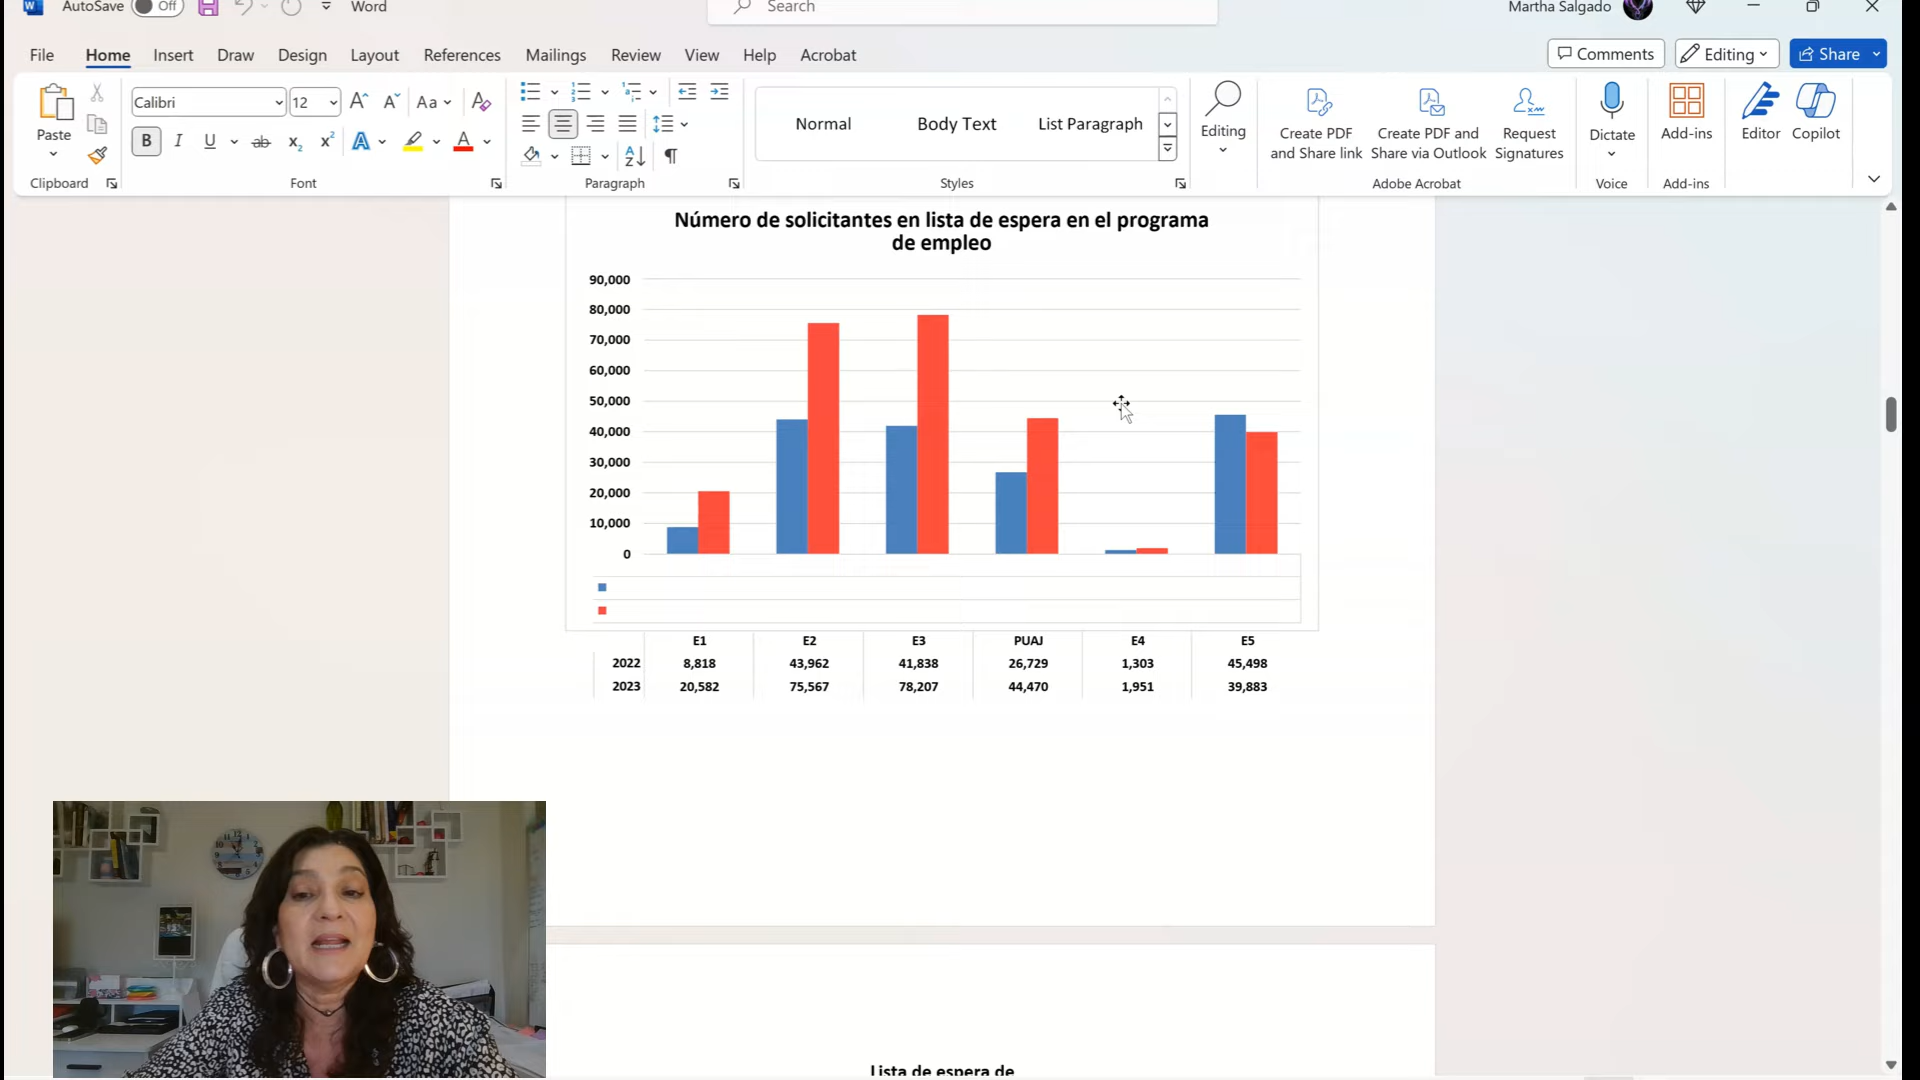 AutoSave Off Word Search Martha Salgado
File Home Insert Draw Design Layout References Mailings Review View Help Acrobat Comments Editing Share
Paste Calibri 12 Aa B I U ab x₂ x² A A
Normal Body Text List Paragraph
Editing
Create PDF and Share link
Create PDF and Share via Outlook
Request Signatures
Dictate Add-ins Editor Copilot
Clipboard Font Paragraph Styles Adobe Acrobat Voice Add-ins
Número de solicitantes en lista de espera en el programa
de empleo
90,000
80,000
70,000
60,000
50,000
40,000
30,000
20,000
10,000
0
E1 E2 E3 PUAJ E4 E5
2022 8,818 43,962 41,838 26,729 1,303 45,498
2023 20,582 75,567 78,207 44,470 1,951 39,883
Lista de espera de